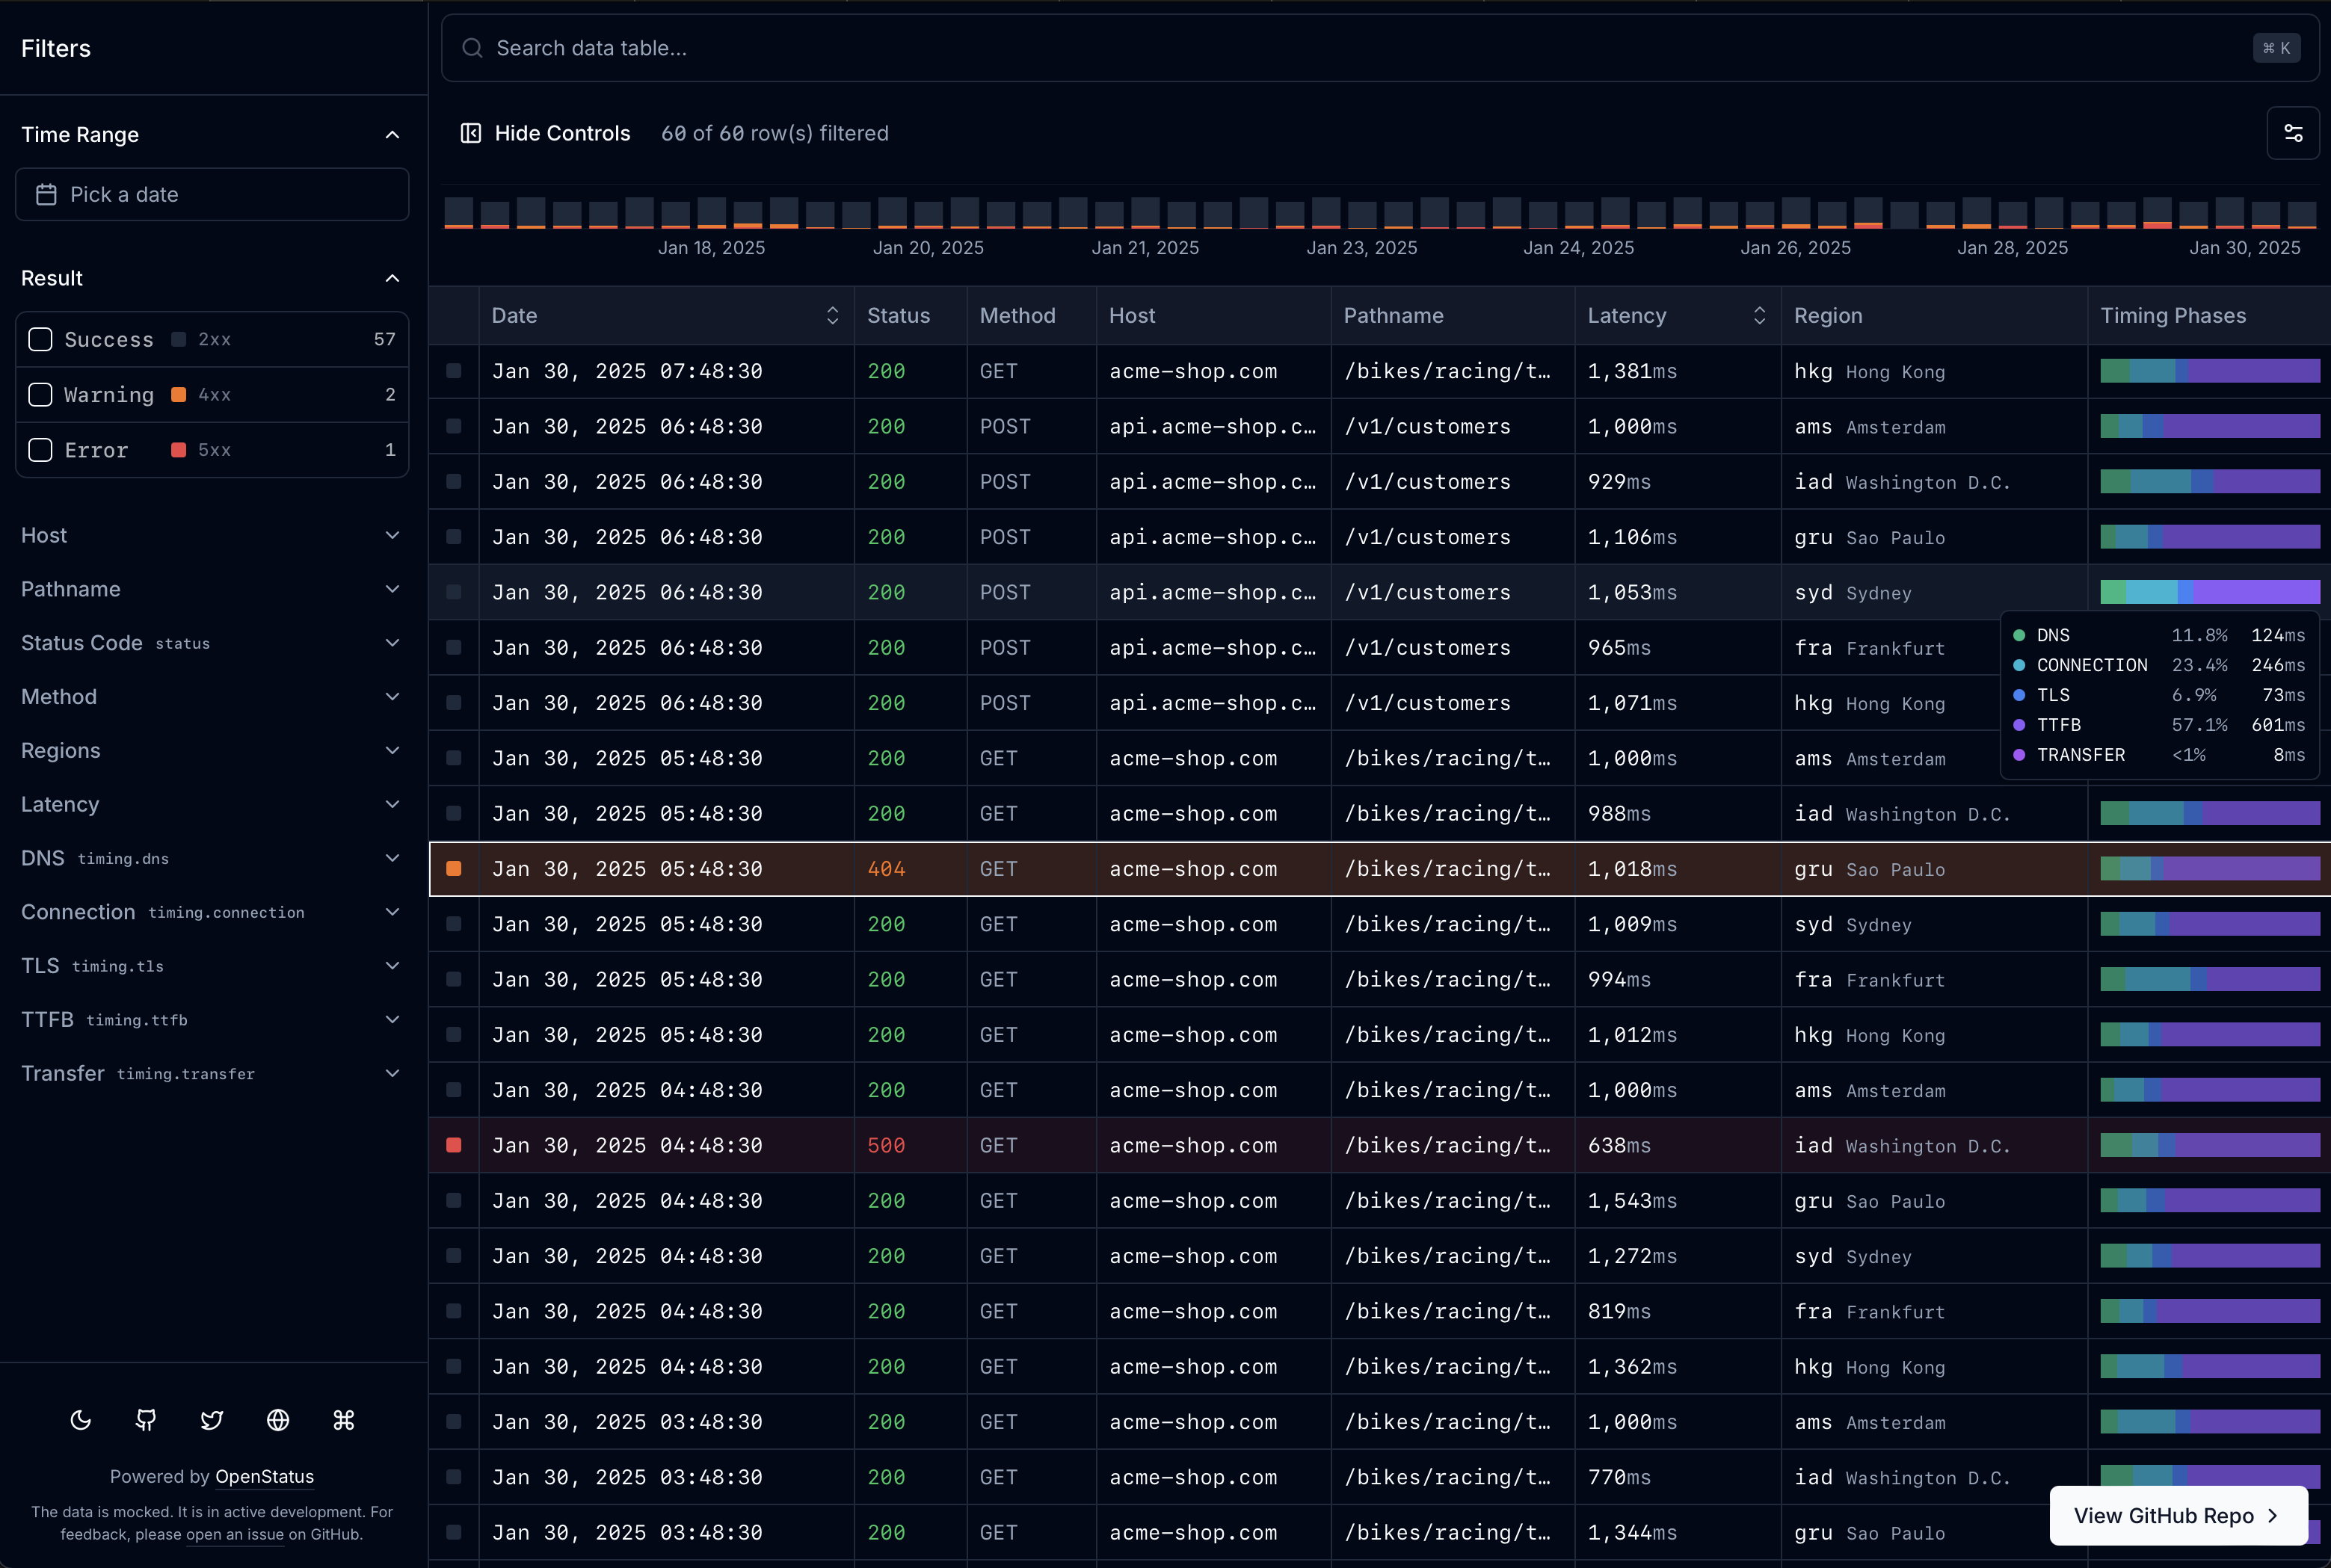 Filters
Time Range
Pick a date
Result
Success 2xx 57
Warning 4xx 2
Error 5xx 1
Host
Pathname
Status Code status
Method
Regions
Latency
DNS timing.dns
Connection timing.connection
TLS timing.tls
TTFB timing.ttfb
Transfer timing.transfer
Powered by OpenStatus
The data is mocked. It is in active development. For
feedback, please open an issue on GitHub.
Search data table...
⌘ K
Hide Controls 60 of 60 row(s) filtered
Jan 18, 2025 Jan 20, 2025 Jan 21, 2025 Jan 23, 2025 Jan 24, 2025 Jan 26, 2025 Jan 28, 2025 Jan 30, 2025
Date Status Method Host Pathname Latency Region Timing Phases
Jan 30, 2025 07:48:30 200 GET acme-shop.com /bikes/racing/t… 1,381ms hkg Hong Kong
Jan 30, 2025 06:48:30 200 POST api.acme-shop.c… /v1/customers 1,000ms ams Amsterdam
Jan 30, 2025 06:48:30 200 POST api.acme-shop.c… /v1/customers 929ms iad Washington D.C.
Jan 30, 2025 06:48:30 200 POST api.acme-shop.c… /v1/customers 1,106ms gru Sao Paulo
Jan 30, 2025 06:48:30 200 POST api.acme-shop.c… /v1/customers 1,053ms syd Sydney
Jan 30, 2025 06:48:30 200 POST api.acme-shop.c… /v1/customers 965ms fra Frankfurt
Jan 30, 2025 06:48:30 200 POST api.acme-shop.c… /v1/customers 1,071ms hkg Hong Kong
Jan 30, 2025 05:48:30 200 GET acme-shop.com /bikes/racing/t… 1,000ms ams Amsterdam
Jan 30, 2025 05:48:30 200 GET acme-shop.com /bikes/racing/t… 988ms iad Washington D.C.
Jan 30, 2025 05:48:30 404 GET acme-shop.com /bikes/racing/t… 1,018ms gru Sao Paulo
Jan 30, 2025 05:48:30 200 GET acme-shop.com /bikes/racing/t… 1,009ms syd Sydney
Jan 30, 2025 05:48:30 200 GET acme-shop.com /bikes/racing/t… 994ms fra Frankfurt
Jan 30, 2025 05:48:30 200 GET acme-shop.com /bikes/racing/t… 1,012ms hkg Hong Kong
Jan 30, 2025 04:48:30 200 GET acme-shop.com /bikes/racing/t… 1,000ms ams Amsterdam
Jan 30, 2025 04:48:30 500 GET acme-shop.com /bikes/racing/t… 638ms iad Washington D.C.
Jan 30, 2025 04:48:30 200 GET acme-shop.com /bikes/racing/t… 1,543ms gru Sao Paulo
Jan 30, 2025 04:48:30 200 GET acme-shop.com /bikes/racing/t… 1,272ms syd Sydney
Jan 30, 2025 04:48:30 200 GET acme-shop.com /bikes/racing/t… 819ms fra Frankfurt
Jan 30, 2025 04:48:30 200 GET acme-shop.com /bikes/racing/t… 1,362ms hkg Hong Kong
Jan 30, 2025 03:48:30 200 GET acme-shop.com /bikes/racing/t… 1,000ms ams Amsterdam
Jan 30, 2025 03:48:30 200 GET acme-shop.com /bikes/racing/t… 770ms iad Washington D.C.
Jan 30, 2025 03:48:30 200 GET acme-shop.com /bikes/racing/t… 1,344ms gru Sao Paulo
DNS 11.8% 124ms
CONNECTION 23.4% 246ms
TLS 6.9% 73ms
TTFB 57.1% 601ms
TRANSFER <1% 8ms
View GitHub Repo